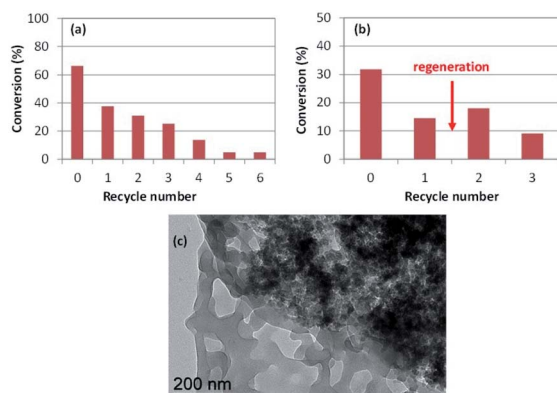 (a)
Conversion (%)
100
80
60
40
20
0
0 1 2 3 4 5 6
Recycle number
(b)
Conversion (%)
50
40
30
20
10
0
regeneration
0 1 2 3
Recycle number
(c)
200 nm